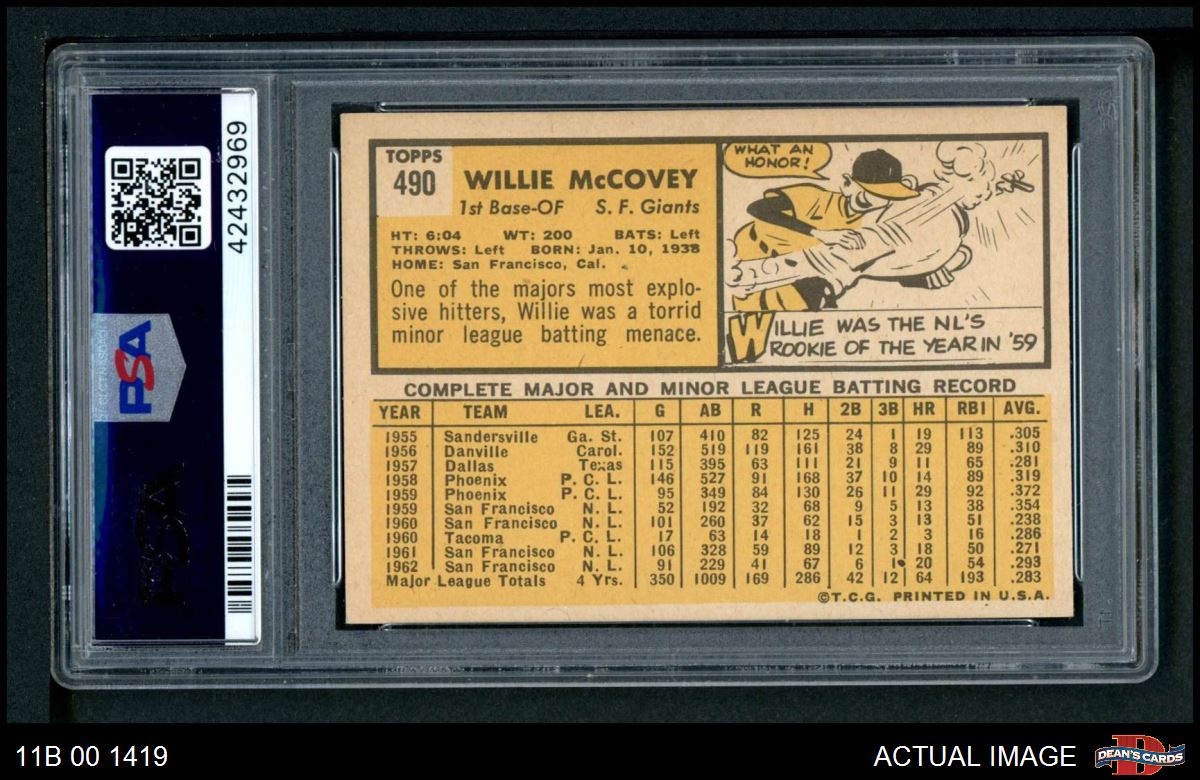 42432969
PSA
PSA
TOPPS
490
WILLIE McCOVEY
1st Base-OF S. F. Giants
HT: 6:04 WT: 200 BATS: Left
THROWS: Left BORN: Jan. 10, 1938
HOME: San Francisco, Cal.
One of the majors most explo-
sive hitters, Willie was a torrid
minor league batting menace.
WHAT AN
HONOR!
WILLIE WAS THE NL'S
ROOKIE OF THE YEAR IN '59
COMPLETE MAJOR AND MINOR LEAGUE BATTING RECORD
YEAR TEAM LEA. G AB R H 2B 3B HR RBI AVG.
1955 Sandersville Ga. St. 107 410 82 125 24 1 19 113 .305
1956 Danville Carol. 152 519 119 161 38 8 29 89 .310
1957 Dallas Texas 115 395 63 111 21 9 11 65 .281
1958 Phoenix P. C. L. 146 527 91 168 37 10 14 89 .319
1959 Phoenix P. C. L. 95 349 84 130 26 11 29 92 .372
1959 San Francisco N. L. 52 192 32 68 9 5 13 38 .354
1960 San Francisco N. L. 101 260 37 62 15 3 13 51 .238
1960 Tacoma P. C. L. 17 63 14 18 1 2 3 16 .286
1961 San Francisco N. L. 106 328 59 89 12 3 18 50 .271
1962 San Francisco N. L. 91 229 41 67 6 1 20 54 .293
Major League Totals 4 Yrs. 350 1009 169 286 42 12 64 193 .283
©T.C.G. PRINTED IN U.S.A.
11B 00 1419
ACTUAL IMAGE
DEAN'S CARDS